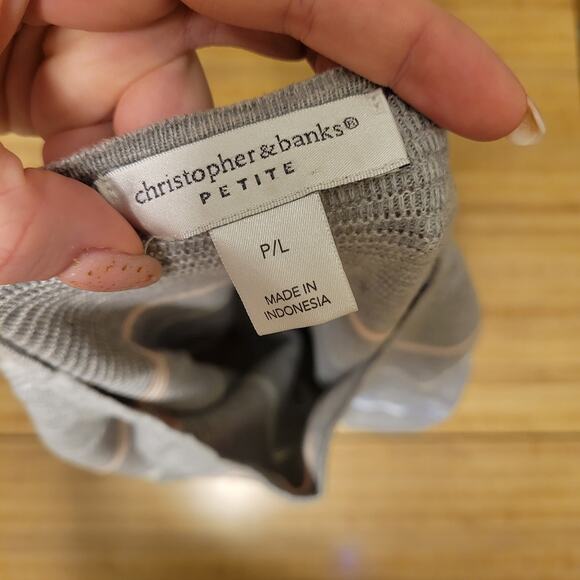 christopher&banks®
PETITE
P/L
MADE IN
INDONESIA